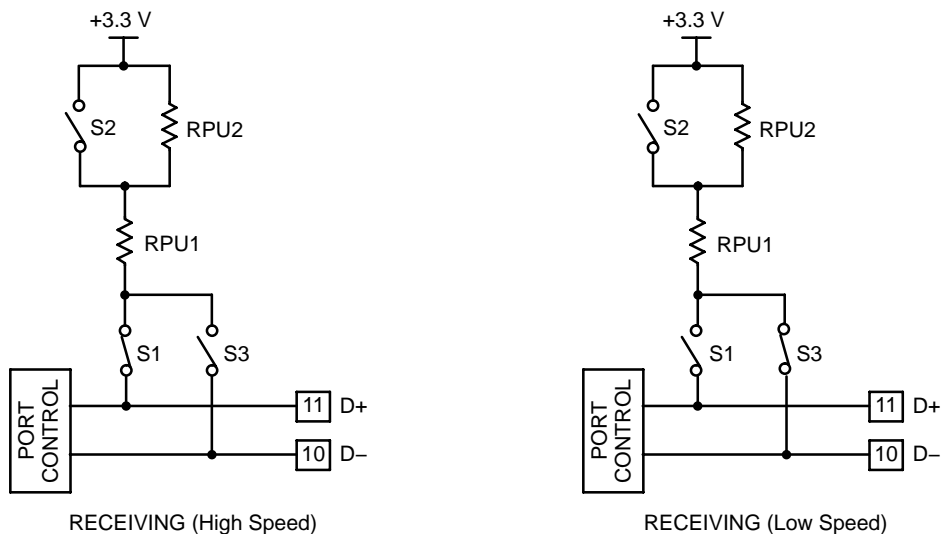 +3.3 V
S2
RPU2
RPU1
S1
S3
PORT
CONTROL
11 D+
10 D–
RECEIVING (High Speed)
+3.3 V
S2
RPU2
RPU1
S1
S3
PORT
CONTROL
11 D+
10 D–
RECEIVING (Low Speed)